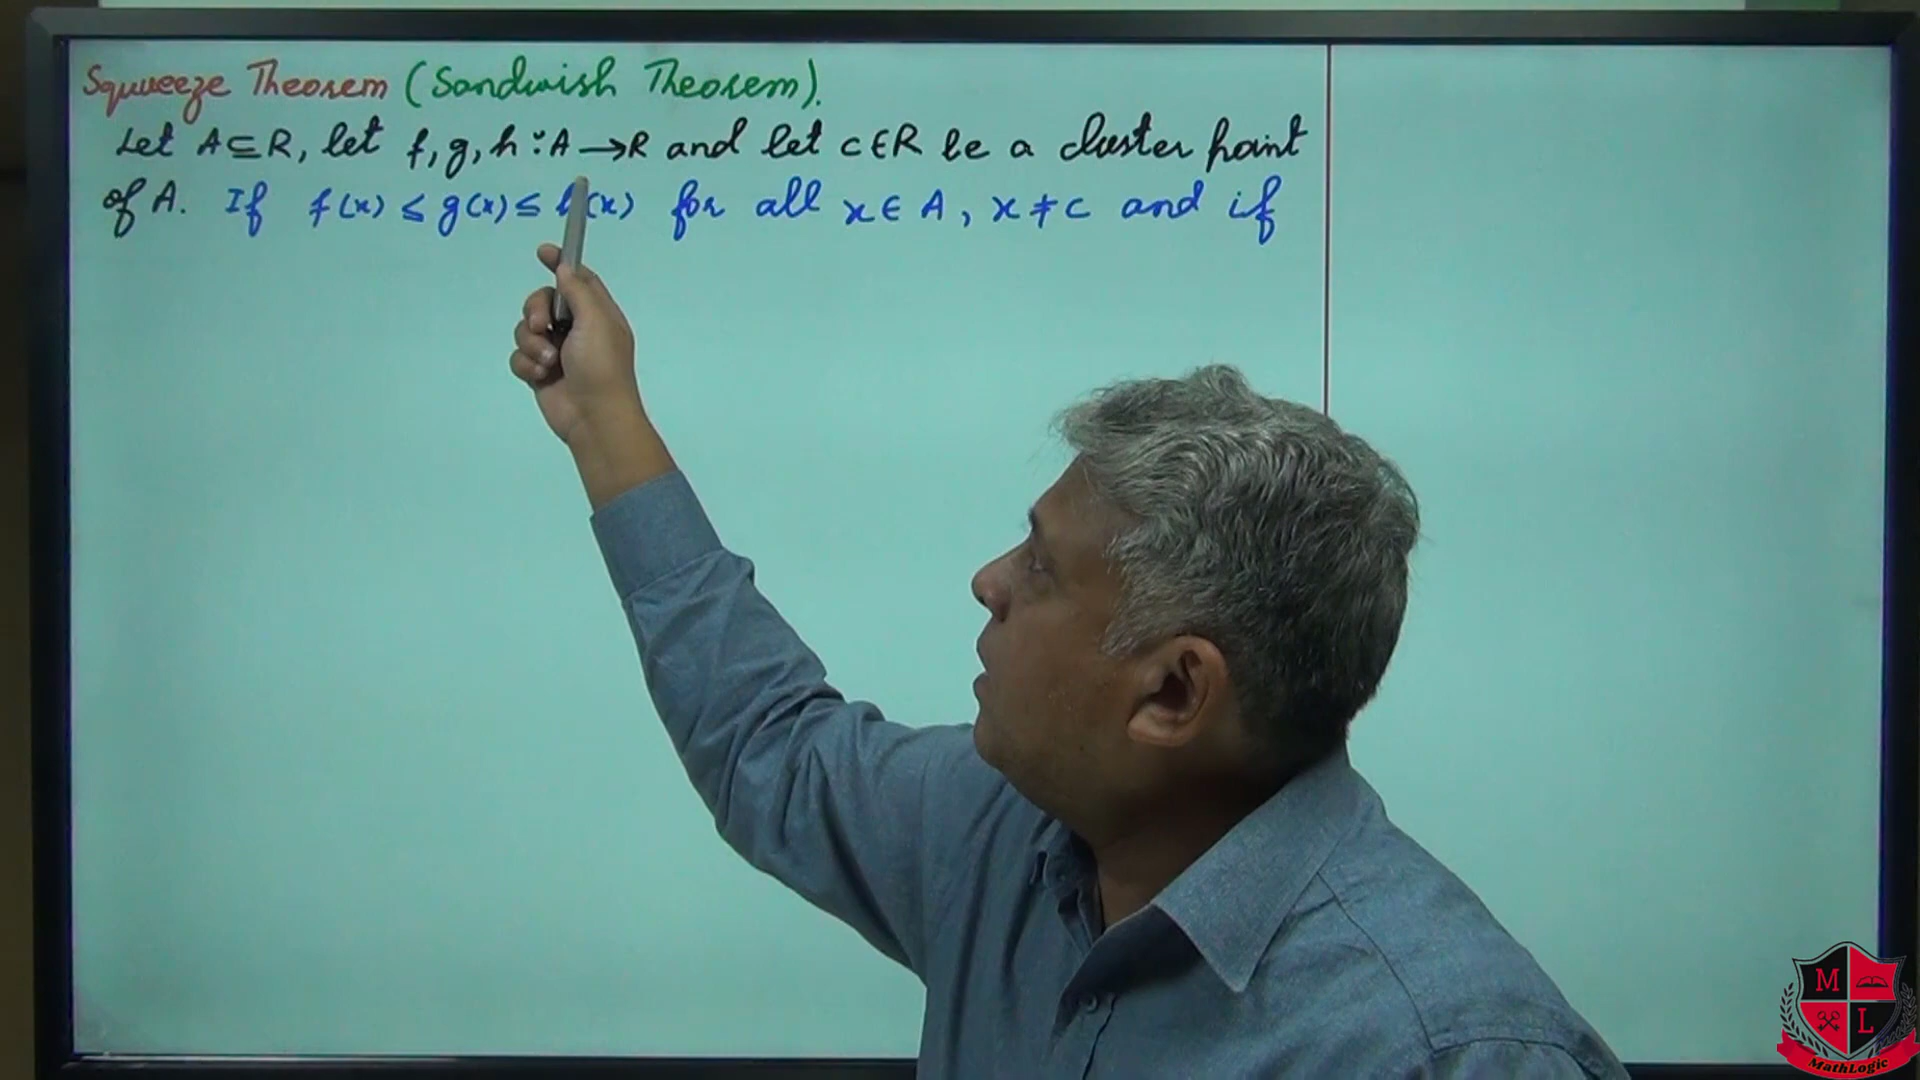 Squeeze Theorem (Sandwish Theorem).
Let A⊆R, let f, g, h : A →R and let c∈R be a cluster point
of A. If f(x) ≤ g(x) ≤ h(x) for all x∈ A, x≠c and if
M
L
MathLogic